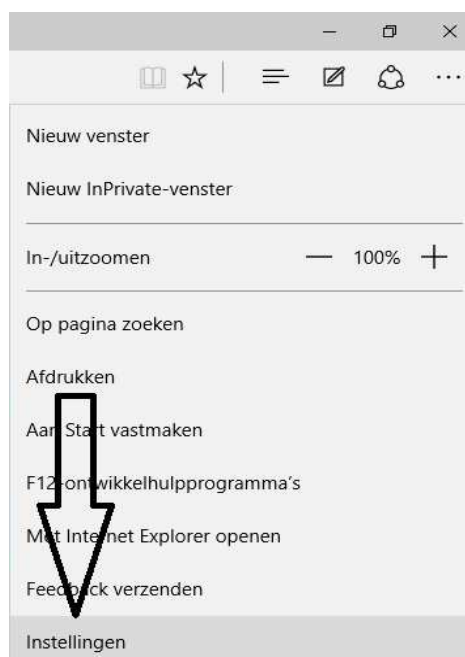 Nieuw venster
Nieuw InPrivate-venster
In-/uitzoomen — 100% +
Op pagina zoeken
Afdrukken
Aan Start vastmaken
F12-ontwikkelhulpprogramma's
Met Internet Explorer openen
Feedback verzenden
Instellingen